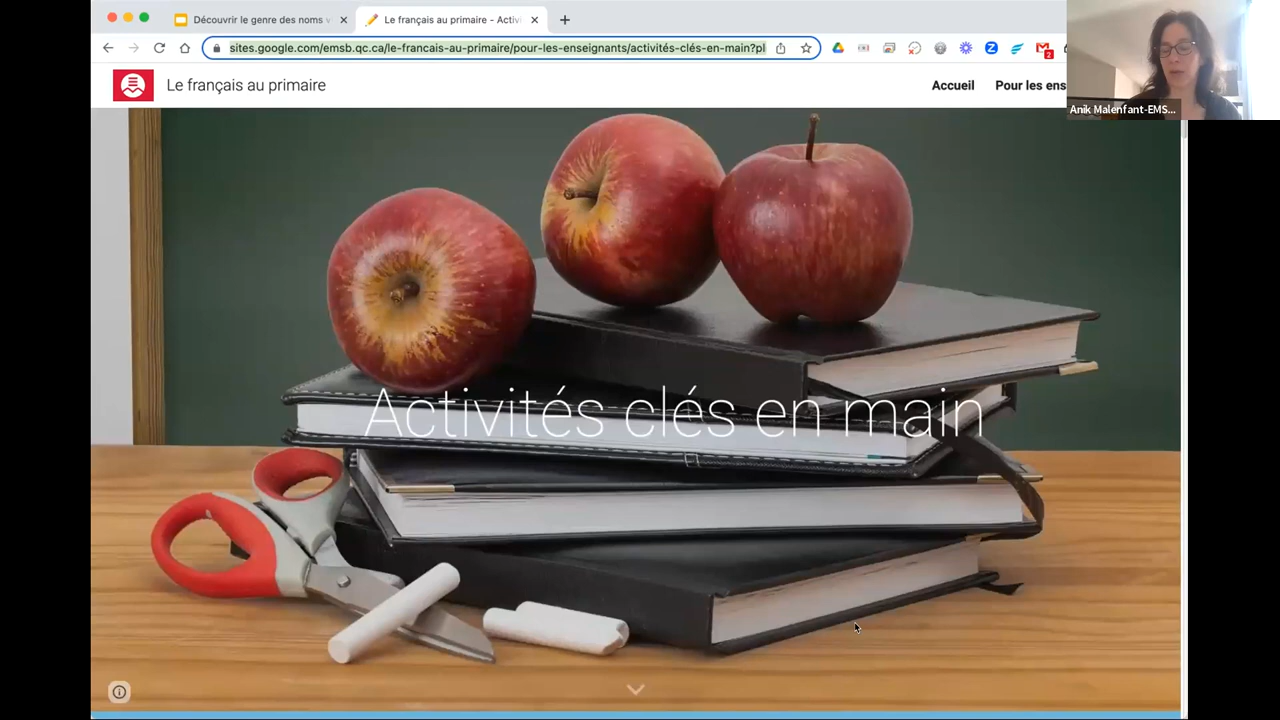 Découvrir le genre des noms v
Le français au primaire - Activi
sites.google.com/emsb.qc.ca/le-francais-au-primaire/pour-les-enseignants/activités-clés-en-main?pl
2
Le français au primaire
Accueil
Pour les ens
Anik Malenfant-EMS...
Activités clés en main